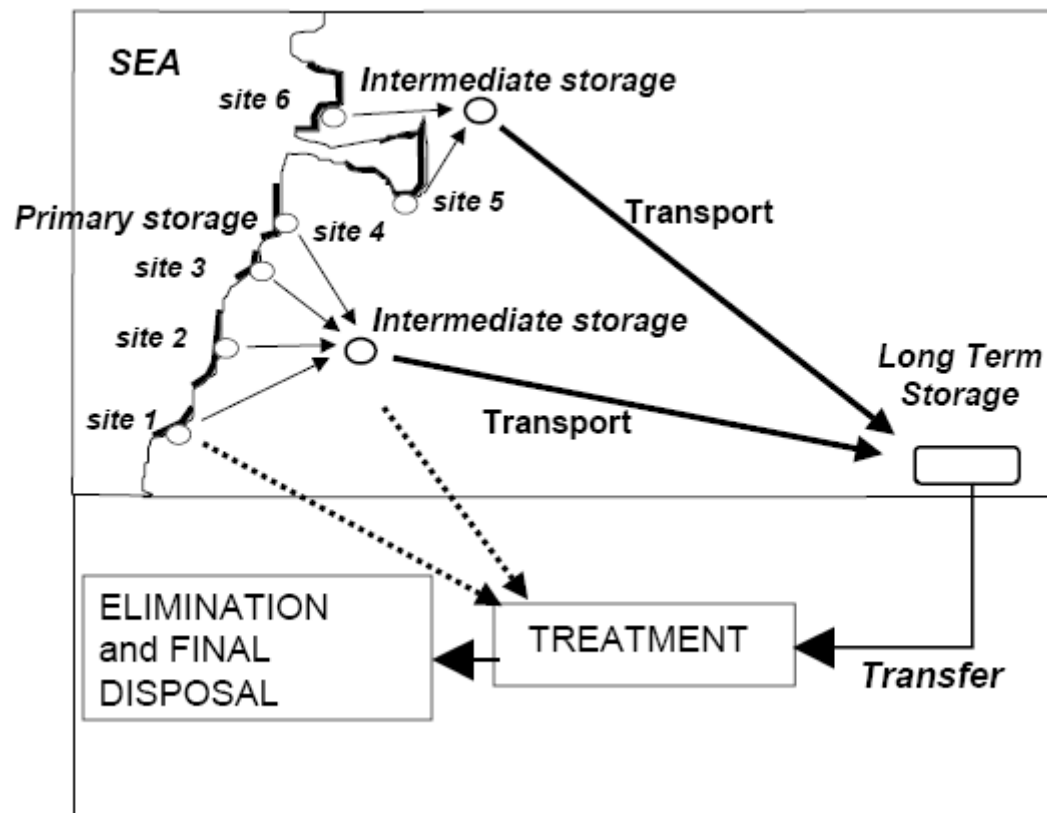 SEA
Intermediate storage
site 6
site 5
Primary storage
site 4
Transport
site 3
Intermediate storage
site 2
Long Term
Storage
site 1
Transport
ELIMINATION
and FINAL
DISPOSAL
TREATMENT
Transfer